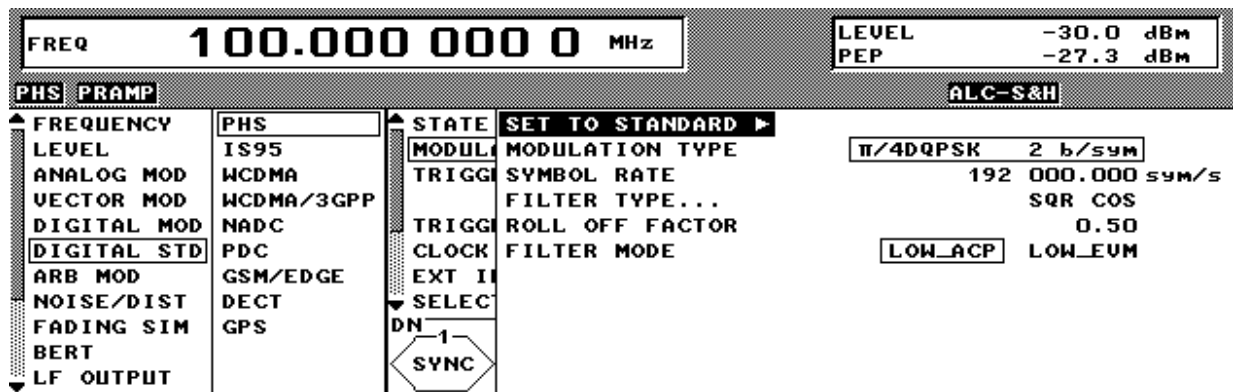 FREQ 100.000 000 0 MHz
LEVEL -30.0 dBm
PEP -27.3 dBm
PHS PRAMP ALC-S&H
FREQUENCY
LEVEL
ANALOG MOD
VECTOR MOD
DIGITAL MOD
DIGITAL STD
ARB MOD
NOISE/DIST
FADING SIM
BERT
LF OUTPUT
PHS
IS95
WCDMA
WCDMA/3GPP
NADC
PDC
GSM/EDGE
DECT
GPS
STATE
MODUL
TRIGG
TRIGG
CLOCK
EXT I
SELEC
DN
1
SYNC
SET TO STANDARD ▶
MODULATION TYPE π/4DQPSK 2 b/sym
SYMBOL RATE 192 000.000 sym/s
FILTER TYPE... SQR COS
ROLL OFF FACTOR 0.50
FILTER MODE LOW_ACP LOW_EVM